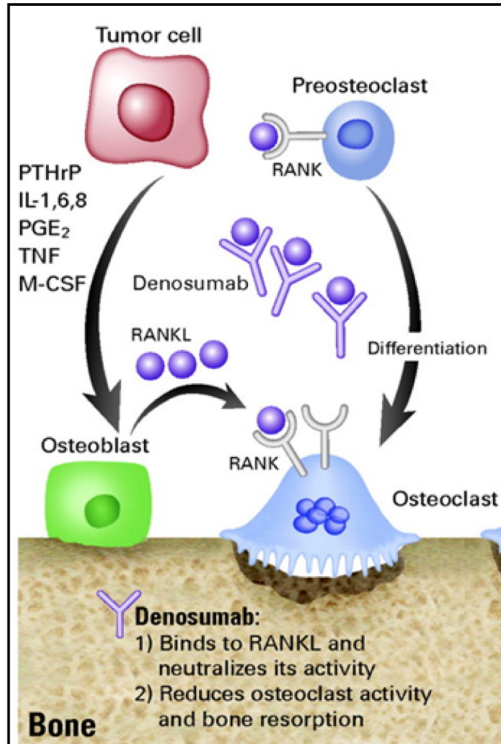 Tumor cell
Preosteoclast
RANK
PTHrP
IL-1,6,8
PGE₂
TNF
M-CSF
Denosumab
RANKL
Differentiation
Osteoblast
RANK
Osteoclast
Denosumab:
1) Binds to RANKL and
neutralizes its activity
2) Reduces osteoclast activity
and bone resorption
Bone